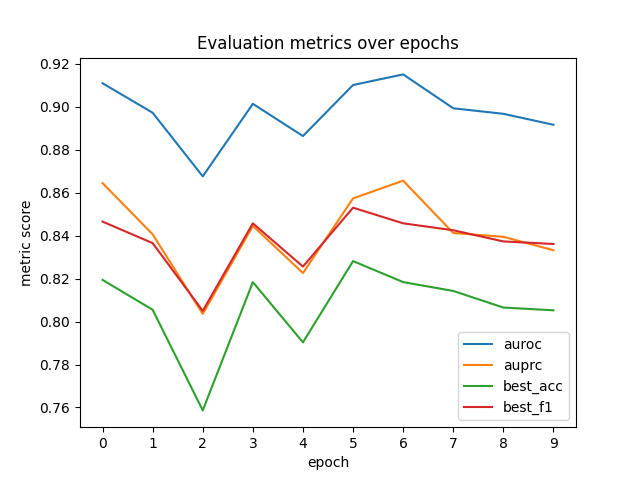 Evaluation metrics over epochs
metric score
0.92
0.90
0.88
0.86
0.84
0.82
0.80
0.78
0.76
auroc
auprc
best_acc
best_f1
0 1 2 3 4 5 6 7 8 9
epoch